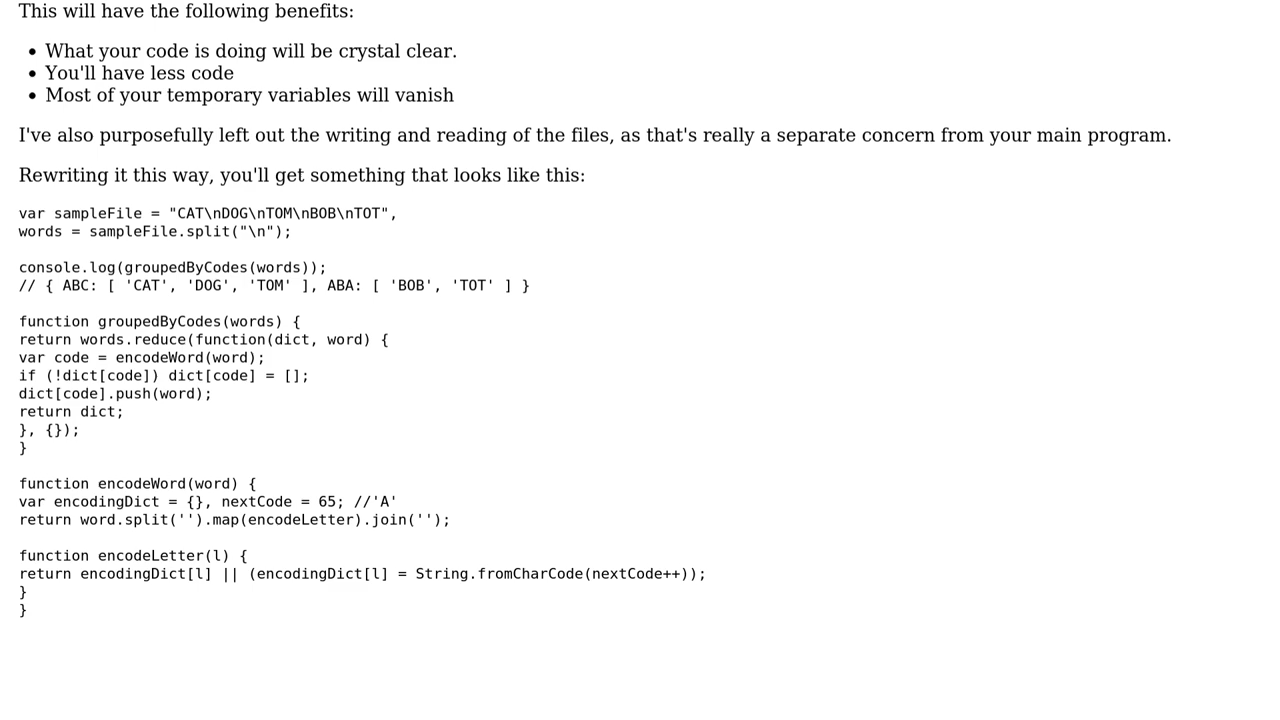 This will have the following benefits:
• What your code is doing will be crystal clear.
• You'll have less code
• Most of your temporary variables will vanish
I've also purposefully left out the writing and reading of the files, as that's really a separate concern from your main program.
Rewriting it this way, you'll get something that looks like this:
var sampleFile = "CAT\nDOG\nTOM\nBOB\nTOT",
words = sampleFile.split("\n");
console.log(groupedByCodes(words));
// { ABC: [ 'CAT', 'DOG', 'TOM' ], ABA: [ 'BOB', 'TOT' ] }
function groupedByCodes(words) {
return words.reduce(function(dict, word) {
var code = encodeWord(word);
if (!dict[code]) dict[code] = [];
dict[code].push(word);
return dict;
}, {});
}
function encodeWord(word) {
var encodingDict = {}, nextCode = 65; //'A'
return word.split('').map(encodeLetter).join('');
function encodeLetter(l) {
return encodingDict[l] || (encodingDict[l] = String.fromCharCode(nextCode++));
}
}